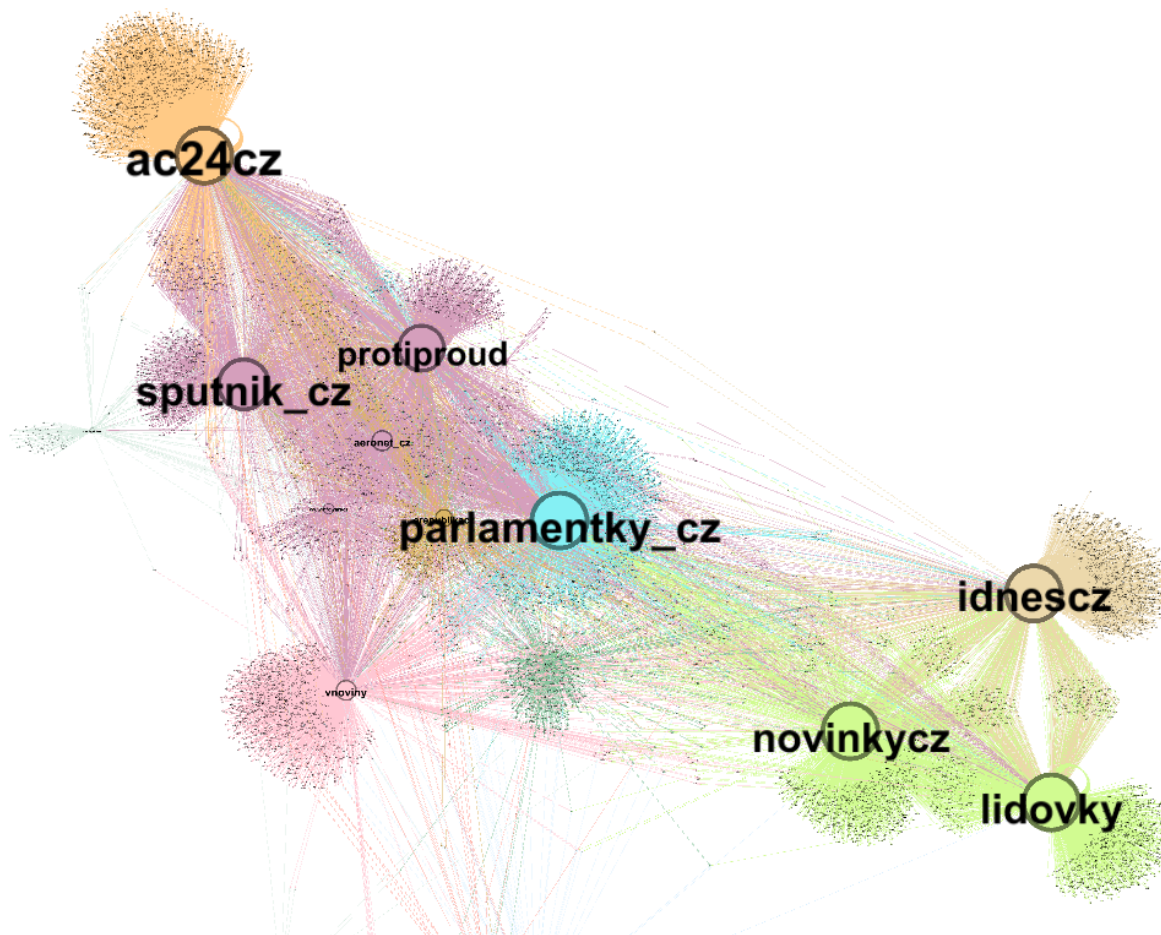 ac24cz
protiproud
sputnik_cz
aeronet_cz
parlamentky_cz
idnescz
vnoviny
novinkycz
lidovky